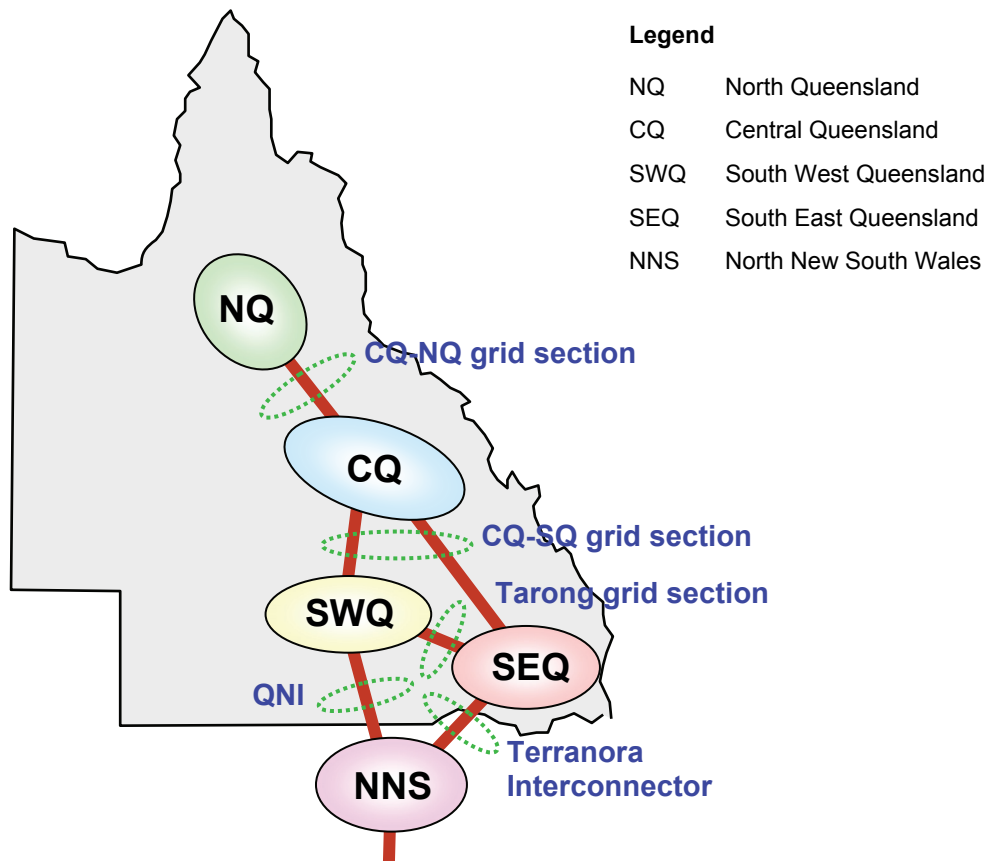 Legend
NQ North Queensland
CQ Central Queensland
SWQ South West Queensland
SEQ South East Queensland
NNS North New South Wales
NQ
CQ-NQ grid section
CQ
CQ-SQ grid section
Tarong grid section
SWQ
SEQ
QNI
Terranora
Interconnector
NNS